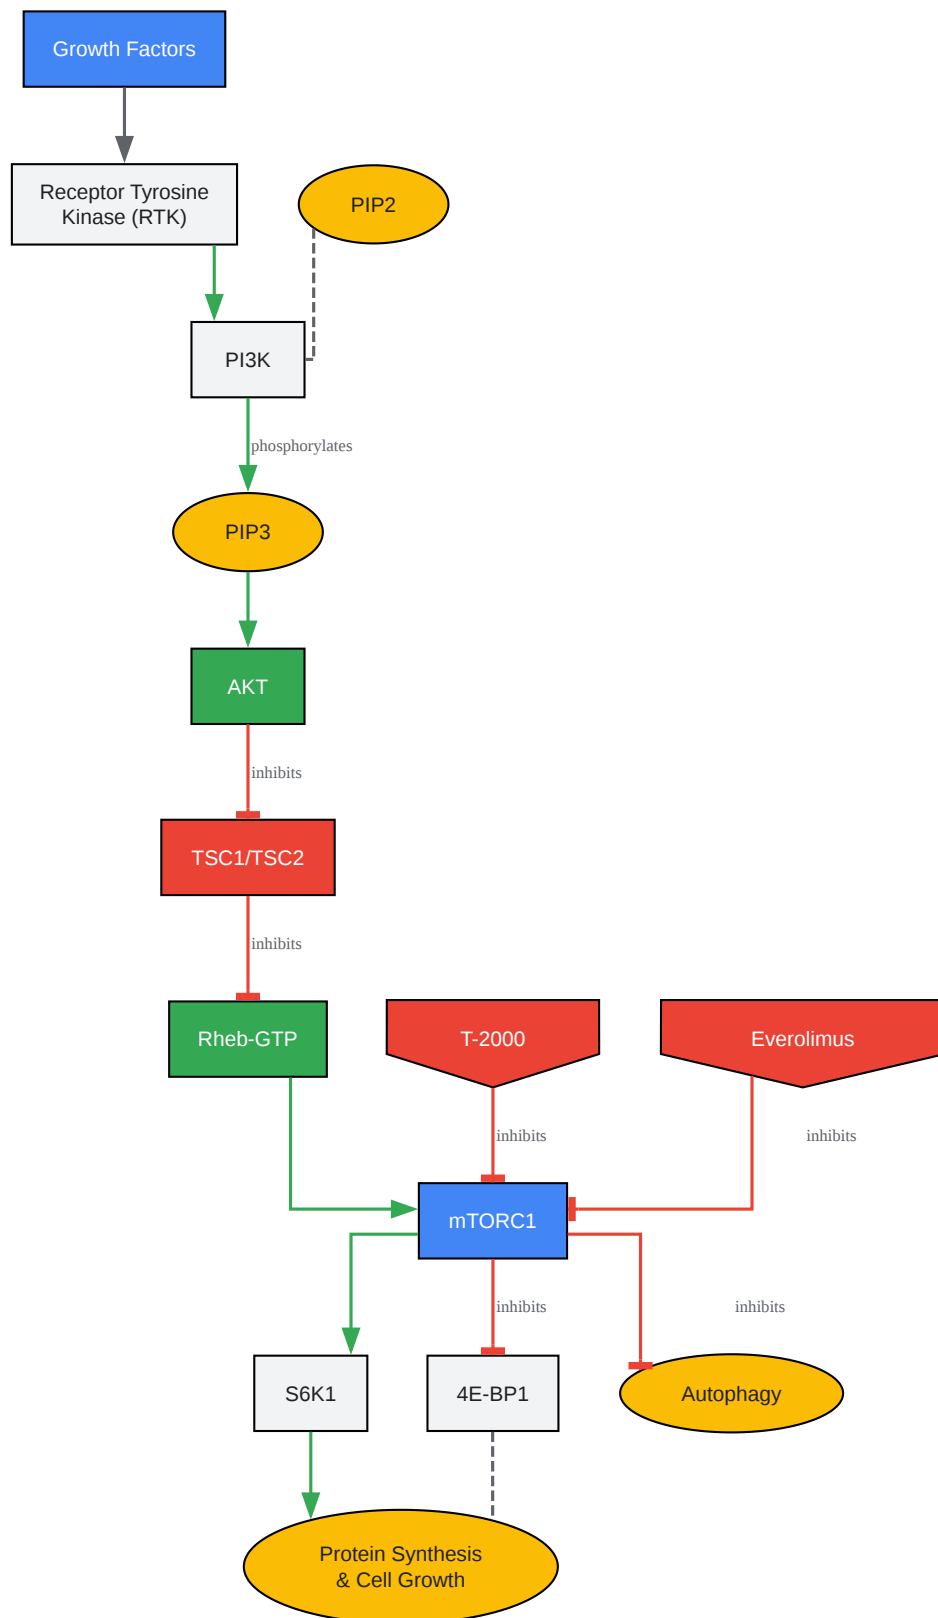 Growth Factors
Receptor Tyrosine
Kinase (RTK)
PIP2
PI3K
phosphorylates
PIP3
AKT
inhibits
TSC1/TSC2
inhibits
Rheb-GTP
T-2000
Everolimus
inhibits
inhibits
mTORC1
inhibits
inhibits
S6K1
4E-BP1
Autophagy
Protein Synthesis
& Cell Growth